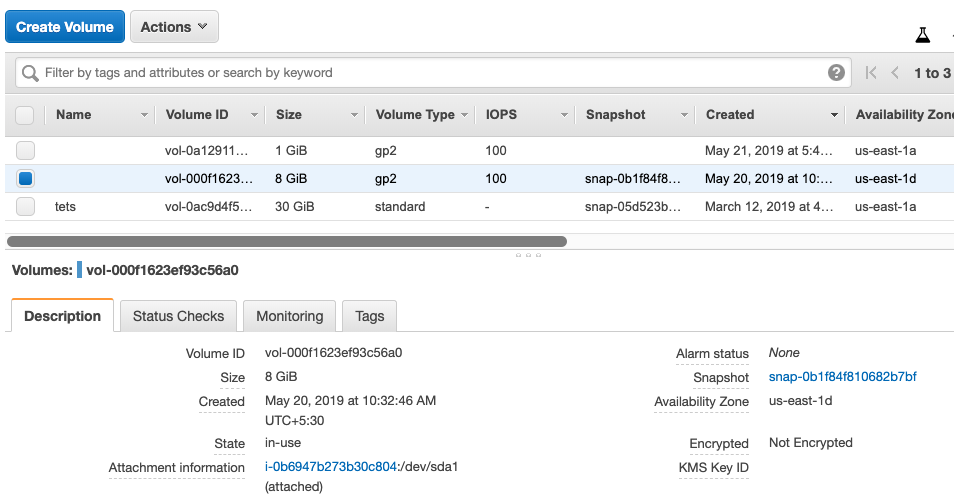 Create Volume Actions
Filter by tags and attributes or search by keyword ? 1 to 3
Name Volume ID Size Volume Type IOPS Snapshot Created Availability Zone
vol-0a12911... 1 GiB gp2 100 May 21, 2019 at 5:4... us-east-1a
vol-000f1623... 8 GiB gp2 100 snap-0b1f84f8... May 20, 2019 at 10:... us-east-1d
tets vol-0ac9d4f5... 30 GiB standard - snap-05d523b... March 12, 2019 at 4... us-east-1a
Volumes: vol-000f1623ef93c56a0
Description Status Checks Monitoring Tags
Volume ID vol-000f1623ef93c56a0 Alarm status None
Size 8 GiB Snapshot snap-0b1f84f810682b7bf
Created May 20, 2019 at 10:32:46 AM Availability Zone us-east-1d
UTC+5:30
State in-use Encrypted Not Encrypted
Attachment information i-0b6947b273b30c804:/dev/sda1 KMS Key ID
(attached)